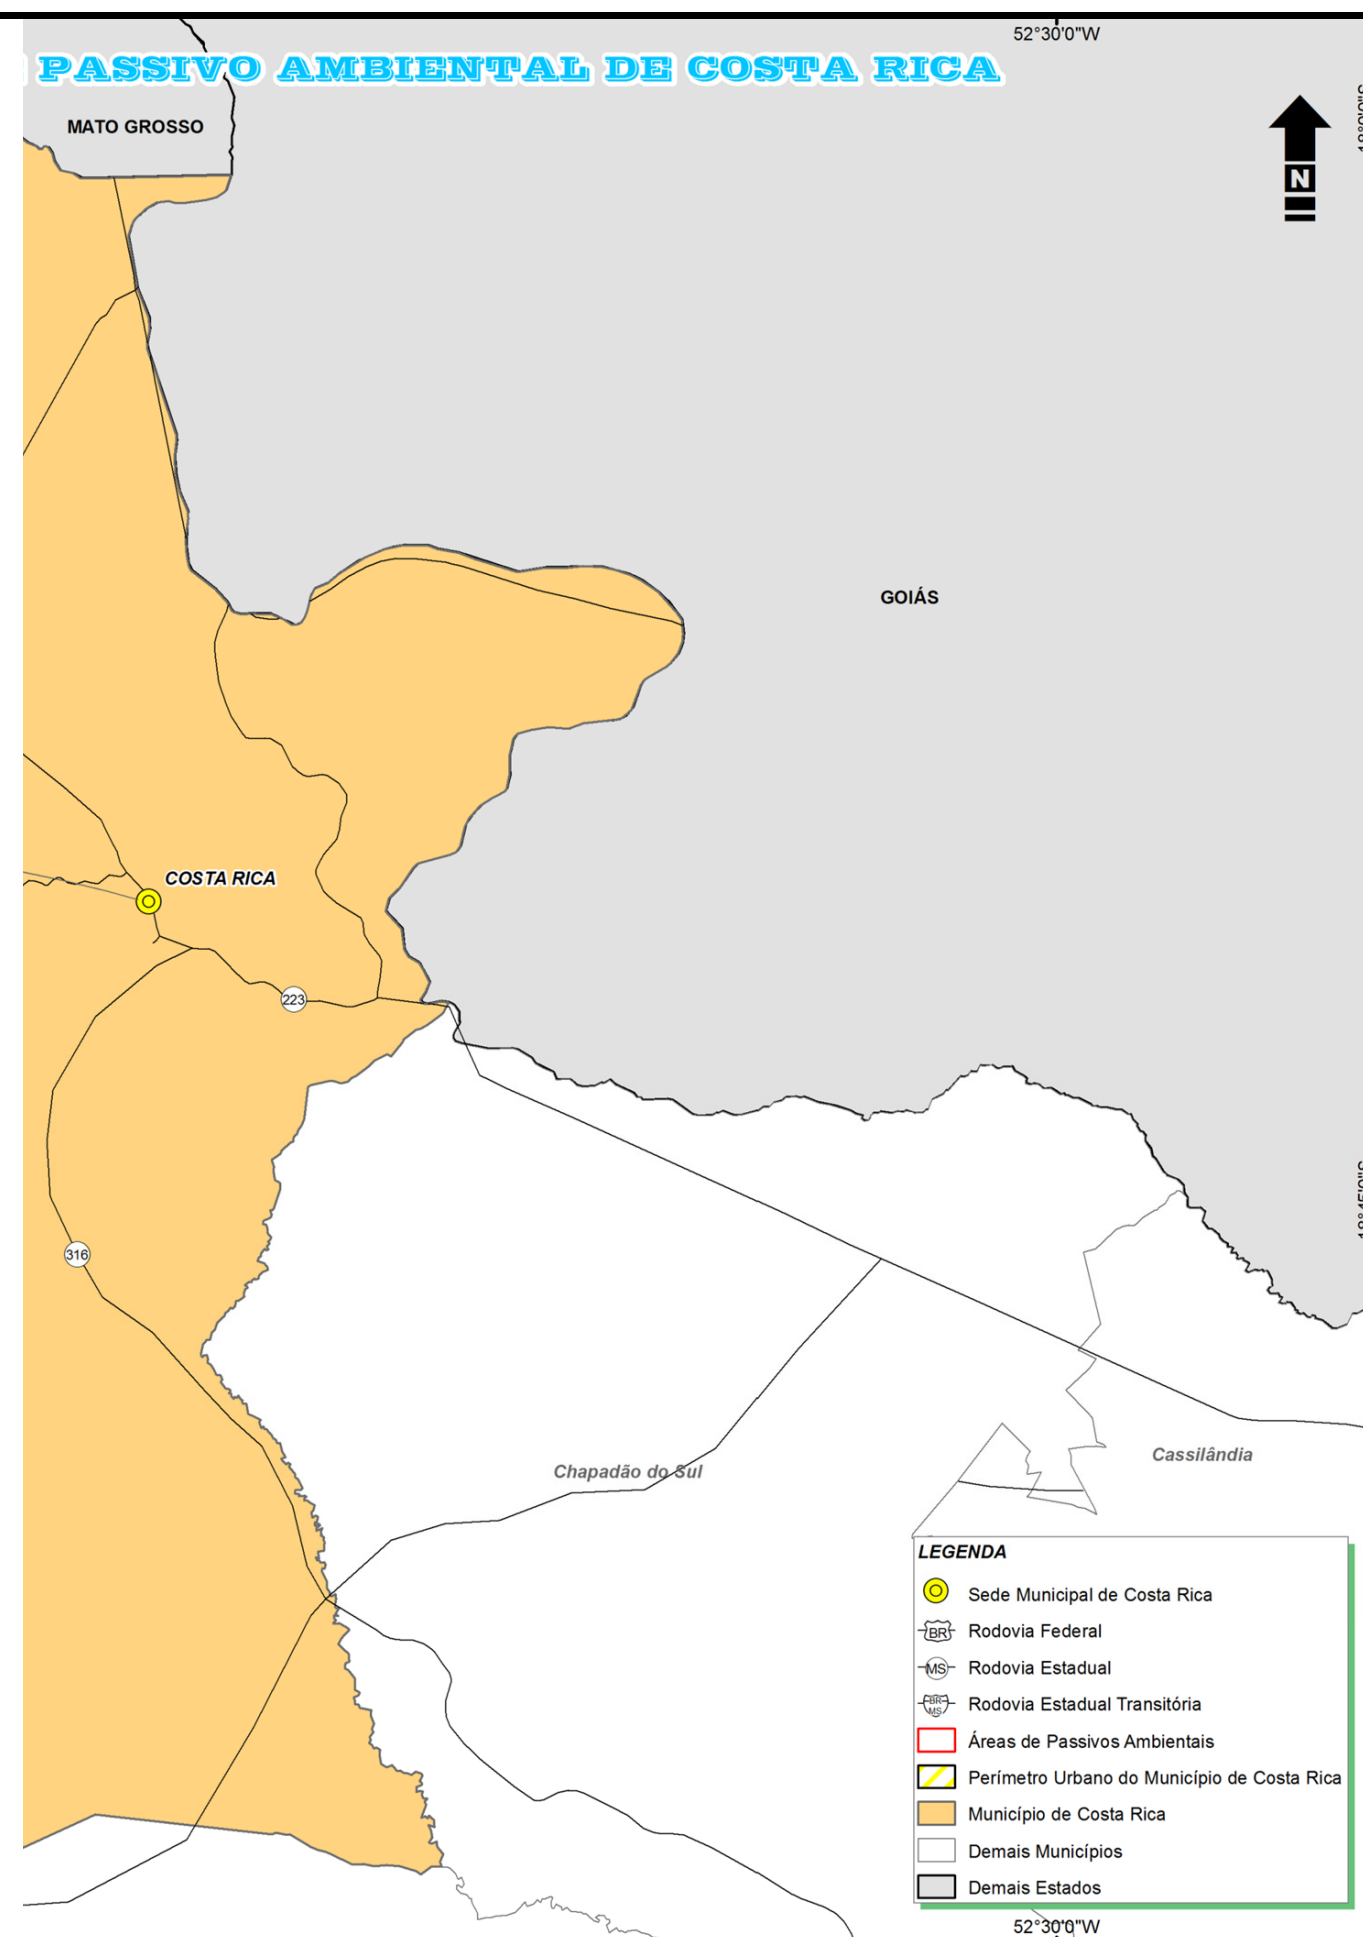 52°30'0"W
PASSIVO AMBIENTAL DE COSTA RICA
MATO GROSSO
N
GOIÁS
COSTA RICA
223
316
Chapadão do Sul
Cassilândia
LEGENDA
Sede Municipal de Costa Rica
BR Rodovia Federal
MS Rodovia Estadual
BR MS Rodovia Estadual Transitória
Áreas de Passivos Ambientais
Perímetro Urbano do Município de Costa Rica
Município de Costa Rica
Demais Municípios
Demais Estados
52°30'0"W